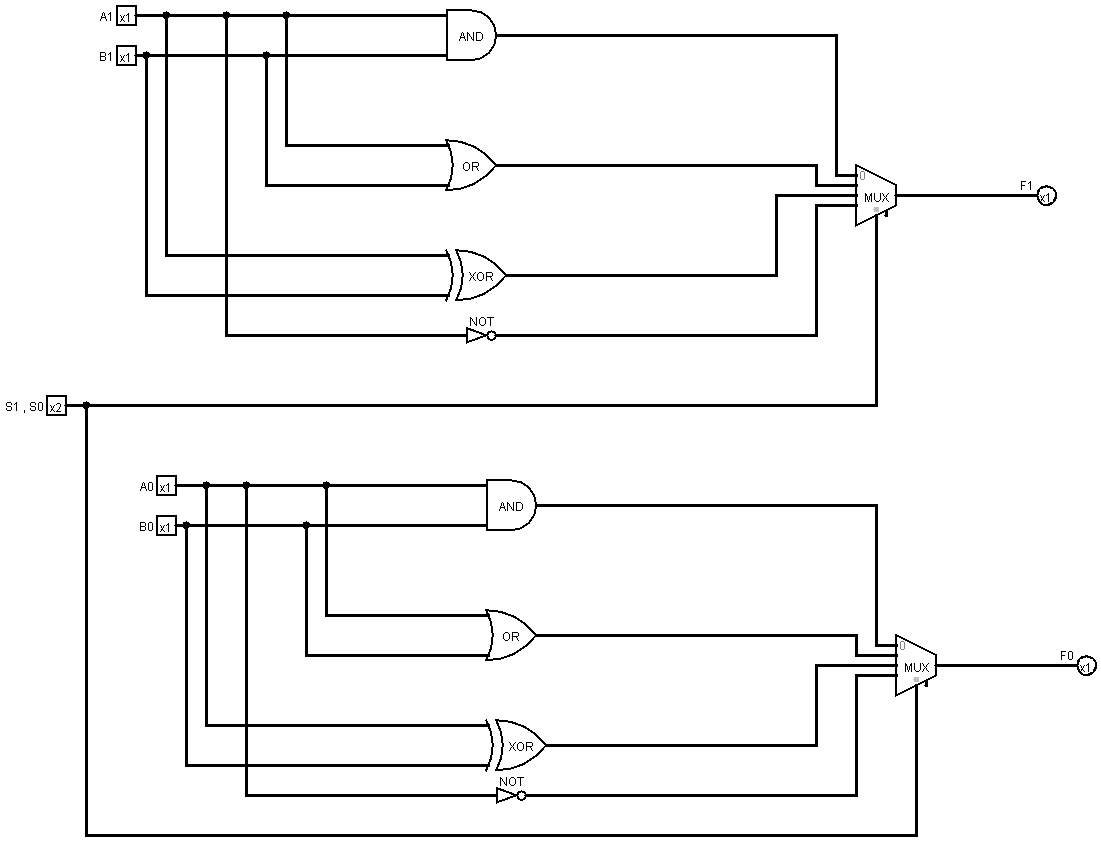 A1 x1
AND
B1 x1
OR
0
MUX
F1 x1
XOR
NOT
S1 , S0 x2
A0 x1
AND
B0 x1
OR
0
MUX
F0 x1
XOR
NOT